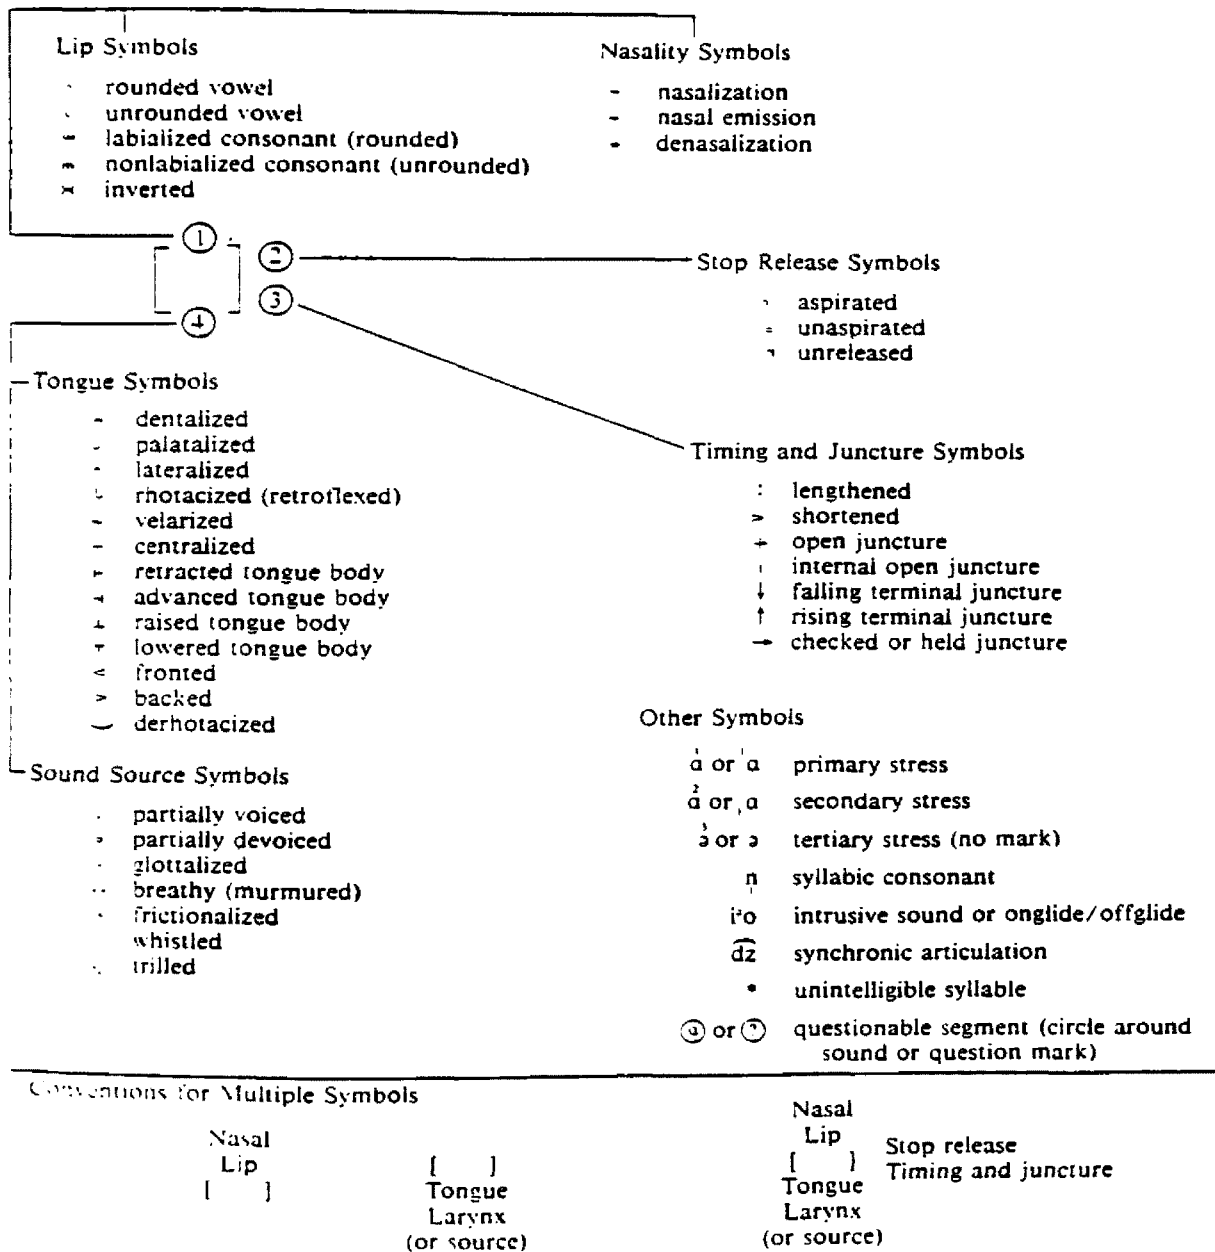 Lip Symbols
rounded vowel
unrounded vowel
labialized consonant (rounded)
nonlabialized consonant (unrounded)
inverted
Nasality Symbols
nasalization
nasal emission
denasalization
1
2
3
4
Stop Release Symbols
aspirated
= unaspirated
unreleased
Tongue Symbols
dentalized
palatalized
lateralized
rhotacized (retroflexed)
velarized
centralized
retracted tongue body
advanced tongue body
raised tongue body
lowered tongue body
< fronted
> backed
derhotacized
Timing and Juncture Symbols
: lengthened
> shortened
+ open juncture
internal open juncture
↓ falling terminal juncture
↑ rising terminal juncture
→ checked or held juncture
Sound Source Symbols
partially voiced
partially devoiced
glottalized
breathy (murmured)
frictionalized
whistled
trilled
Other Symbols
ɑ or ˈɑ primary stress
ɑ or ˌɑ secondary stress
ə or ə tertiary stress (no mark)
n̩ syllabic consonant
iᵊo intrusive sound or onglide/offglide
d͡z synchronic articulation
unintelligible syllable
or questionable segment (circle around
sound or question mark)
Conventions for Multiple Symbols
Nasal
Lip
[ ]
[ ]
Tongue
Larynx
(or source)
Nasal
Lip
[ ]
Tongue
Larynx
(or source)
Stop release
Timing and juncture